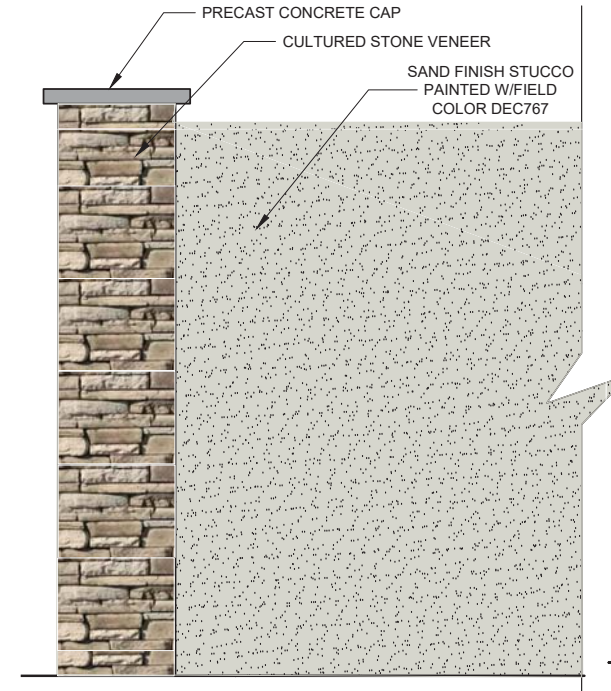 PRECAST CONCRETE CAP
CULTURED STONE VENEER
SAND FINISH STUCCO
PAINTED W/FIELD
COLOR DEC767